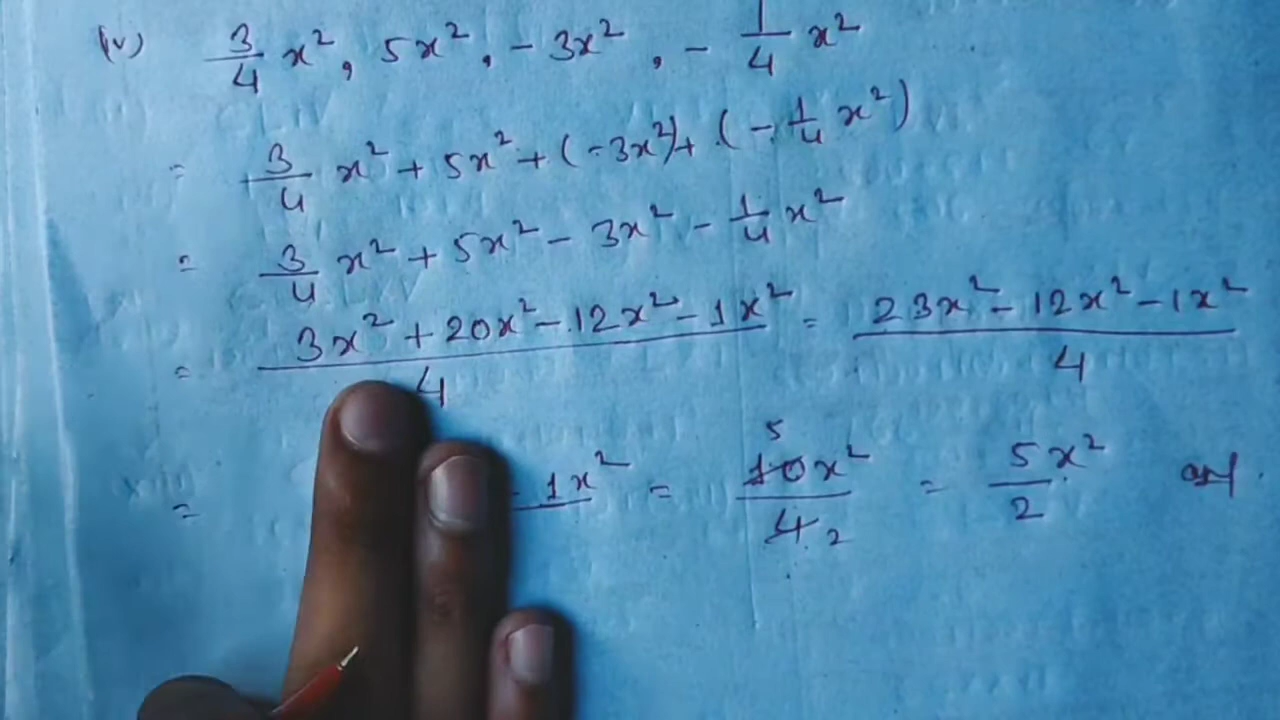 (v) 3/4 x², 5x², - 3x², - 1/4 x²
= 3/4 x² + 5x² + (-3x²) + (- 1/4 x²)
= 3/4 x² + 5x² - 3x² - 1/4 x²
= 3x² + 20x² - 12x² - 1x² / 4 = 23x² - 12x² - 1x² / 4
= - 1x² = 10x² / 4 5 2 = 5x² / 2 ans.